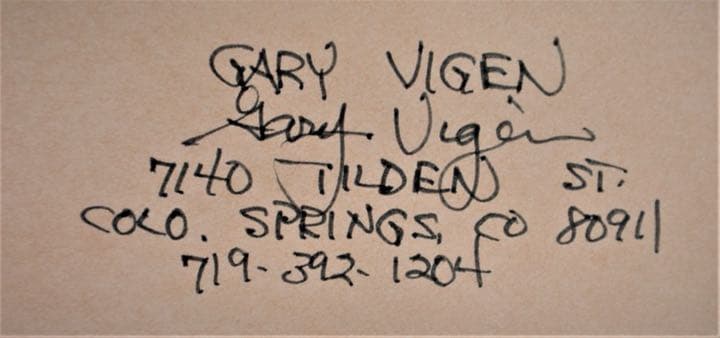 GARY VIGEN
Gary Vigen
7140 TILDEN ST.
COLO. SPRINGS, CO 80911
719-392-1204